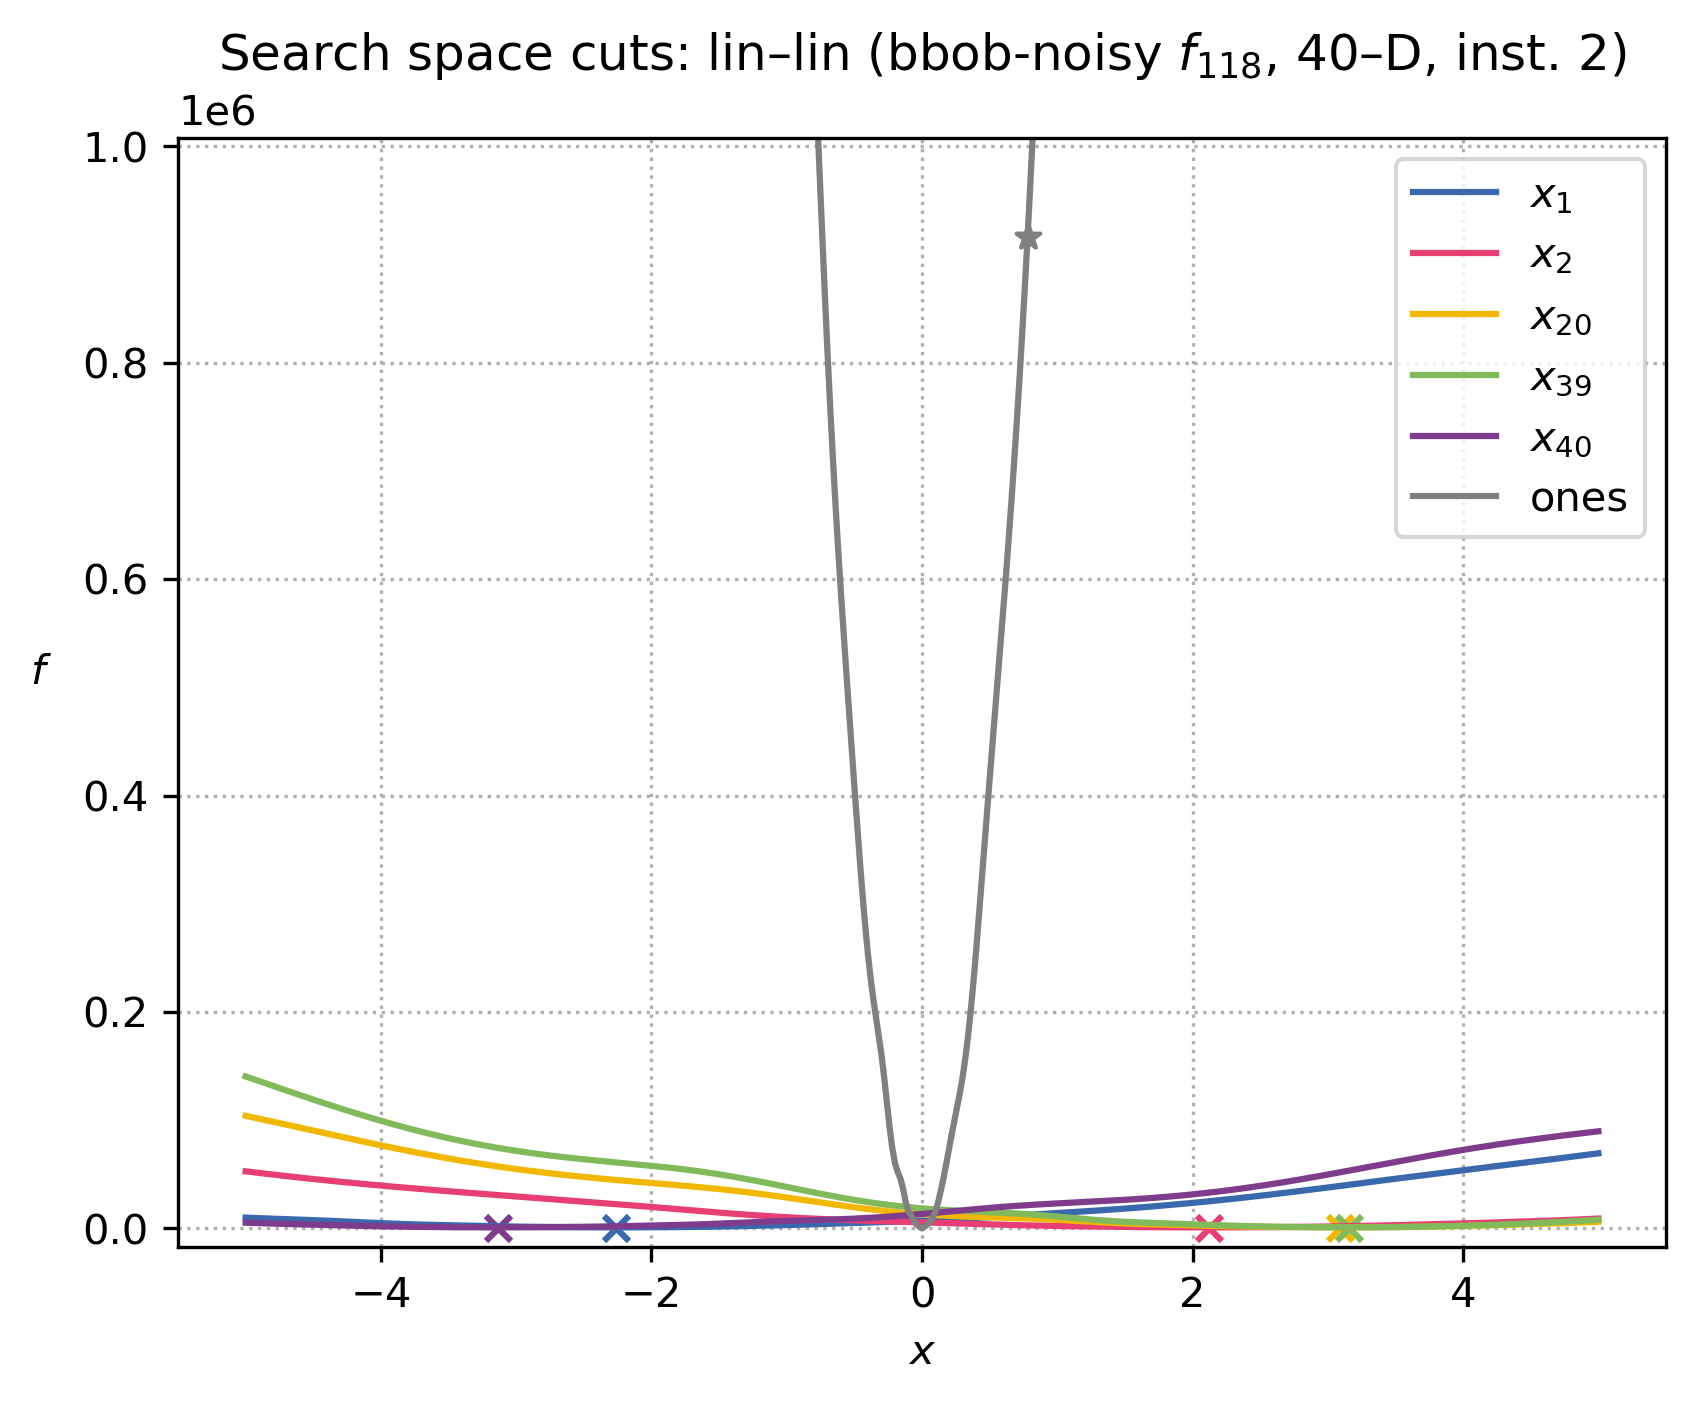 Search space cuts: lin–lin (bbob-noisy f₁₁₈, 40–D, inst. 2)
1e6
1.0
0.8
0.6
0.4
0.2
0.0
f
−4
−2
0
2
4
x
x₁
x₂
x₂₀
x₃₉
x₄₀
ones